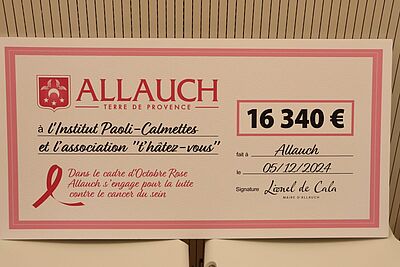 ALLAUCH
TERRE DE PROVENCE
à l'Institut Paoli-Calmettes
et l'association "t'hâtez-vous"
Dans le cadre d'Octobre Rose
Allauch s'engage pour la lutte
contre le cancer du sein
16 340 €
fait à Allauch
le 05/12/2024
Signature Lionel de Cala
MAIRE D'ALLAUCH